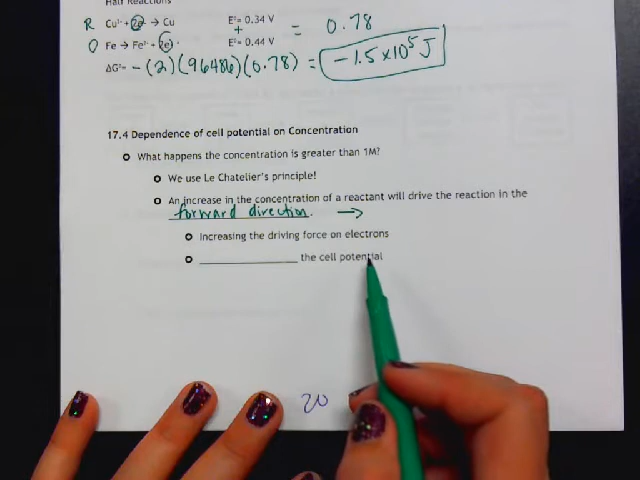 Half Reactions
R Cu²⁺ + 2e⁻ → Cu E°= 0.34 V = 0.78
+
O Fe → Fe²⁺ + 2e⁻ E°= 0.44 V
ΔG°= -(2)(96486)(0.78) = -1.5 x 10⁵ J
17.4 Dependence of cell potential on Concentration
What happens the concentration is greater than 1M?
We use Le Chatelier's principle!
An increase in the concentration of a reactant will drive the reaction in the
forward direction. →
Increasing the driving force on electrons
______________ the cell potential
20